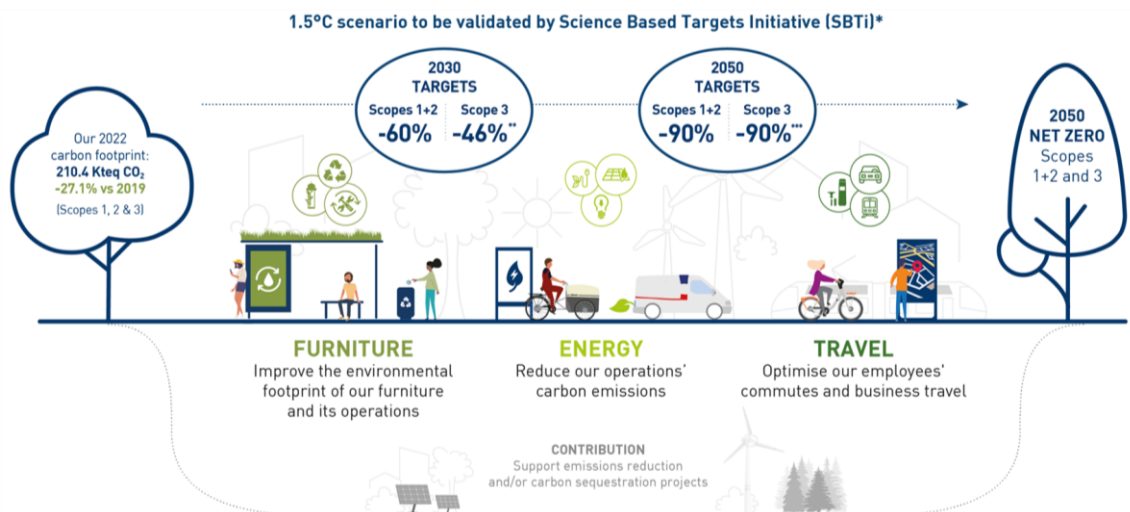 1.5°C scenario to be validated by Science Based Targets Initiative (SBTi)*
2030
TARGETS
Scopes 1+2
-60%
Scope 3
-46%**
2050
TARGETS
Scopes 1+2
-90%
Scope 3
-90%***
Our 2022
carbon footprint:
210.4 Kteq CO₂
-27.1% vs 2019
(Scopes 1, 2 & 3)
2050
NET ZERO
Scopes
1+2 and 3
FURNITURE
Improve the environmental
footprint of our furniture
and its operations
ENERGY
Reduce our operations'
carbon emissions
TRAVEL
Optimise our employees'
commutes and business travel
CONTRIBUTION
Support emissions reduction
and/or carbon sequestration projects